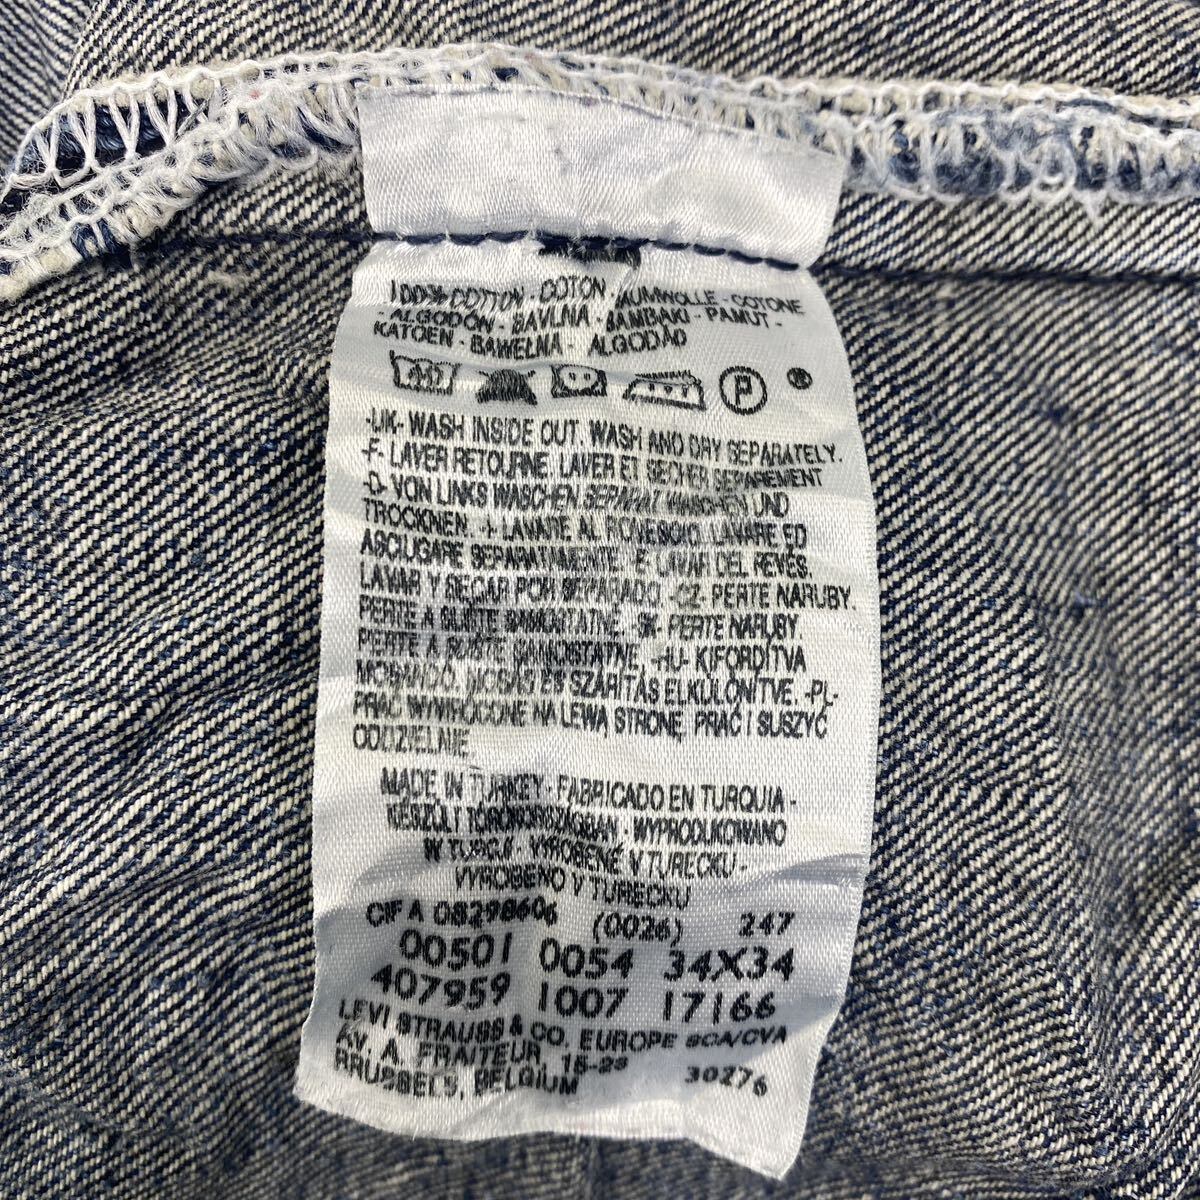 100% COTTON - COTON - BAUMWOLLE - COTONE
- ALGODÓN - BAVLNA - BAMBAKI - PAMUT -
KATOEN - BAWEŁNA - ALGODÃO
P ®
-UK- WASH INSIDE OUT. WASH AND DRY SEPARATELY.
-F- LAVER RETOURNE. LAVER ET SECHER SEPAREMENT
-D- VON LINKS WASCHEN SEPARAT WASCHEN UND
TROCKNEN. -I- LAVARE AL ROVESCIO. LAVARE ED
ASCIUGARE SEPARATAMENTE. -E- LAVAR DEL REVÉS.
LAVAR Y SECAR POR SEPARADO. -CZ- PERTE NARUBY.
PERTE A SUŠTE SAMOSTATNE. -SK- PERTE NARUBY.
PERTE A SUŠTE SAMOSTATNE. -HU- KIFORDÍTVA
MOSANDÓ. MOSÁS ÉS SZÁRÍTÁS ELKÜLÖNÍTVE. -PL-
PRAĆ WYWRÓCONE NA LEWĄ STRONĘ, PRAĆ I SUSZYĆ
ODDZIELNIE
MADE IN TURKEY - FABRICADO EN TURQUIA -
KÉSZÜLT TÖRÖKORSZÁGBAN - WYPRODUKOWANO
W TURCJI. VYROBENÉ V TURECKU -
VYROBENO V TURECKU
CIF A 08298606 (0026) 247
00501 0054 34X34
407959 1007 17166
LEVI STRAUSS & CO. EUROPE SCA/CVA
AV. A. FRAITEUR, 15-23 30276
BRUSSELS, BELGIUM